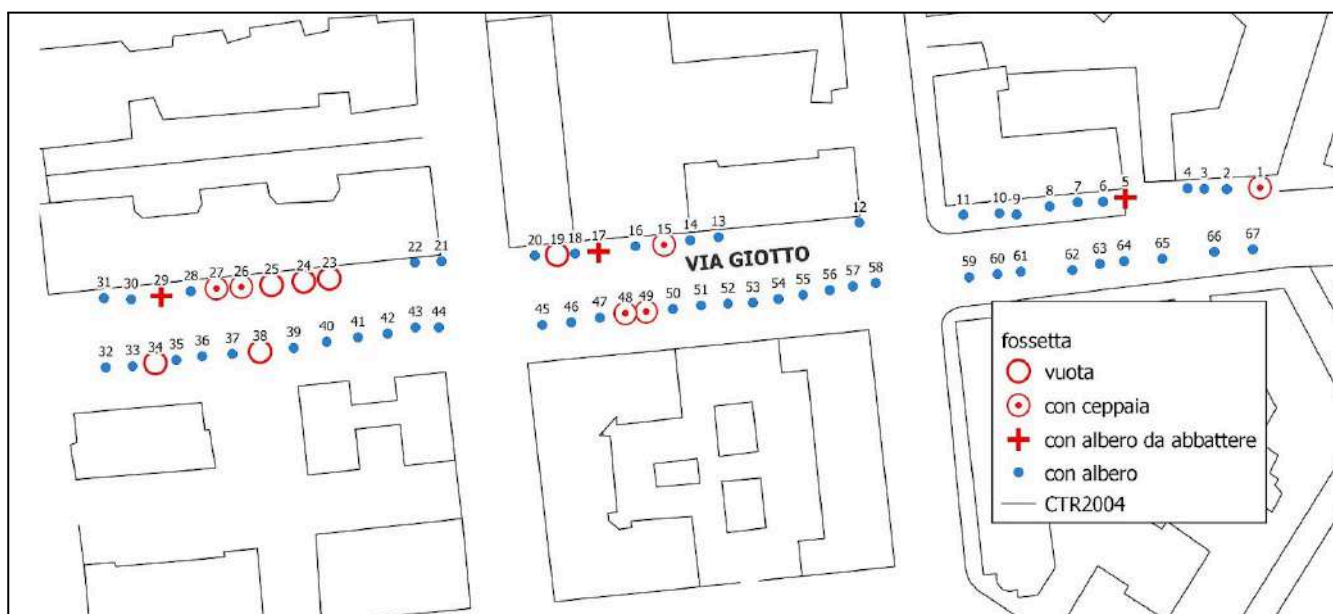 11 10 9 8 7 6 5 4 3 2 1
20 19 18 17 16 15 14 13 12
31 30 29 28 27 26 25 24 23 22 21
VIA GIOTTO
59 60 61 62 63 64 65 66 67
45 46 47 48 49 50 51 52 53 54 55 56 57 58
32 33 34 35 36 37 38 39 40 41 42 43 44
fossetta
vuota
con ceppaia
con albero da abbattere
con albero
CTR2004